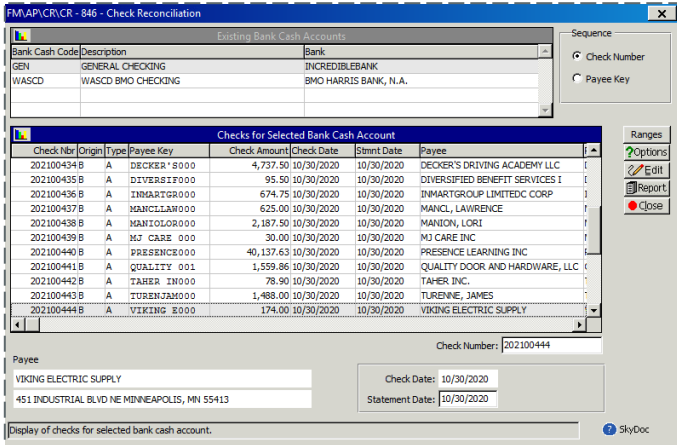 FM\AP\CR\CR - 846 - Check Reconciliation
Existing Bank Cash Accounts
Bank Cash Code Description Bank
GEN GENERAL CHECKING INCREDIBLEBANK
WASCD WASCD BMO CHECKING BMO HARRIS BANK, N.A.
Sequence
Check Number
Payee Key
Checks for Selected Bank Cash Account
Check Nbr Origin Type Payee Key Check Amount Check Date Stmnt Date Payee
202100434 B A DECKER'S000 4,737.50 10/30/2020 10/30/2020 DECKER'S DRIVING ACADEMY LLC
202100435 B A DIVERSIF000 95.50 10/30/2020 10/30/2020 DIVERSIFIED BENEFIT SERVICES I
202100436 B A INMARTGR000 674.75 10/30/2020 10/30/2020 INMARTGROUP LIMITEDC CORP
202100437 B A MANCLLAW000 625.00 10/30/2020 10/30/2020 MANCL, LAWRENCE
202100438 B A MANIOLOR000 2,187.50 10/30/2020 10/30/2020 MANION, LORI
202100439 B A MJ CARE 000 30.00 10/30/2020 10/30/2020 MJ CARE INC
202100440 B A PRESENCE000 40,137.63 10/30/2020 10/30/2020 PRESENCE LEARNING INC
202100441 B A QUALITY 001 1,559.86 10/30/2020 10/30/2020 QUALITY DOOR AND HARDWARE, LLC
202100442 B A TAHER IN000 78.90 10/30/2020 10/30/2020 TAHER INC.
202100443 B A TURENJAM000 1,488.00 10/30/2020 10/30/2020 TURENNE, JAMES
202100444 B A VIKING E000 174.00 10/30/2020 10/30/2020 VIKING ELECTRIC SUPPLY
Ranges
?Options
Edit
Report
Close
Check Number: 202100444
Payee
VIKING ELECTRIC SUPPLY
451 INDUSTRIAL BLVD NE MINNEAPOLIS, MN 55413
Check Date: 10/30/2020
Statement Date: 10/30/2020
Display of checks for selected bank cash account.
? SkyDoc